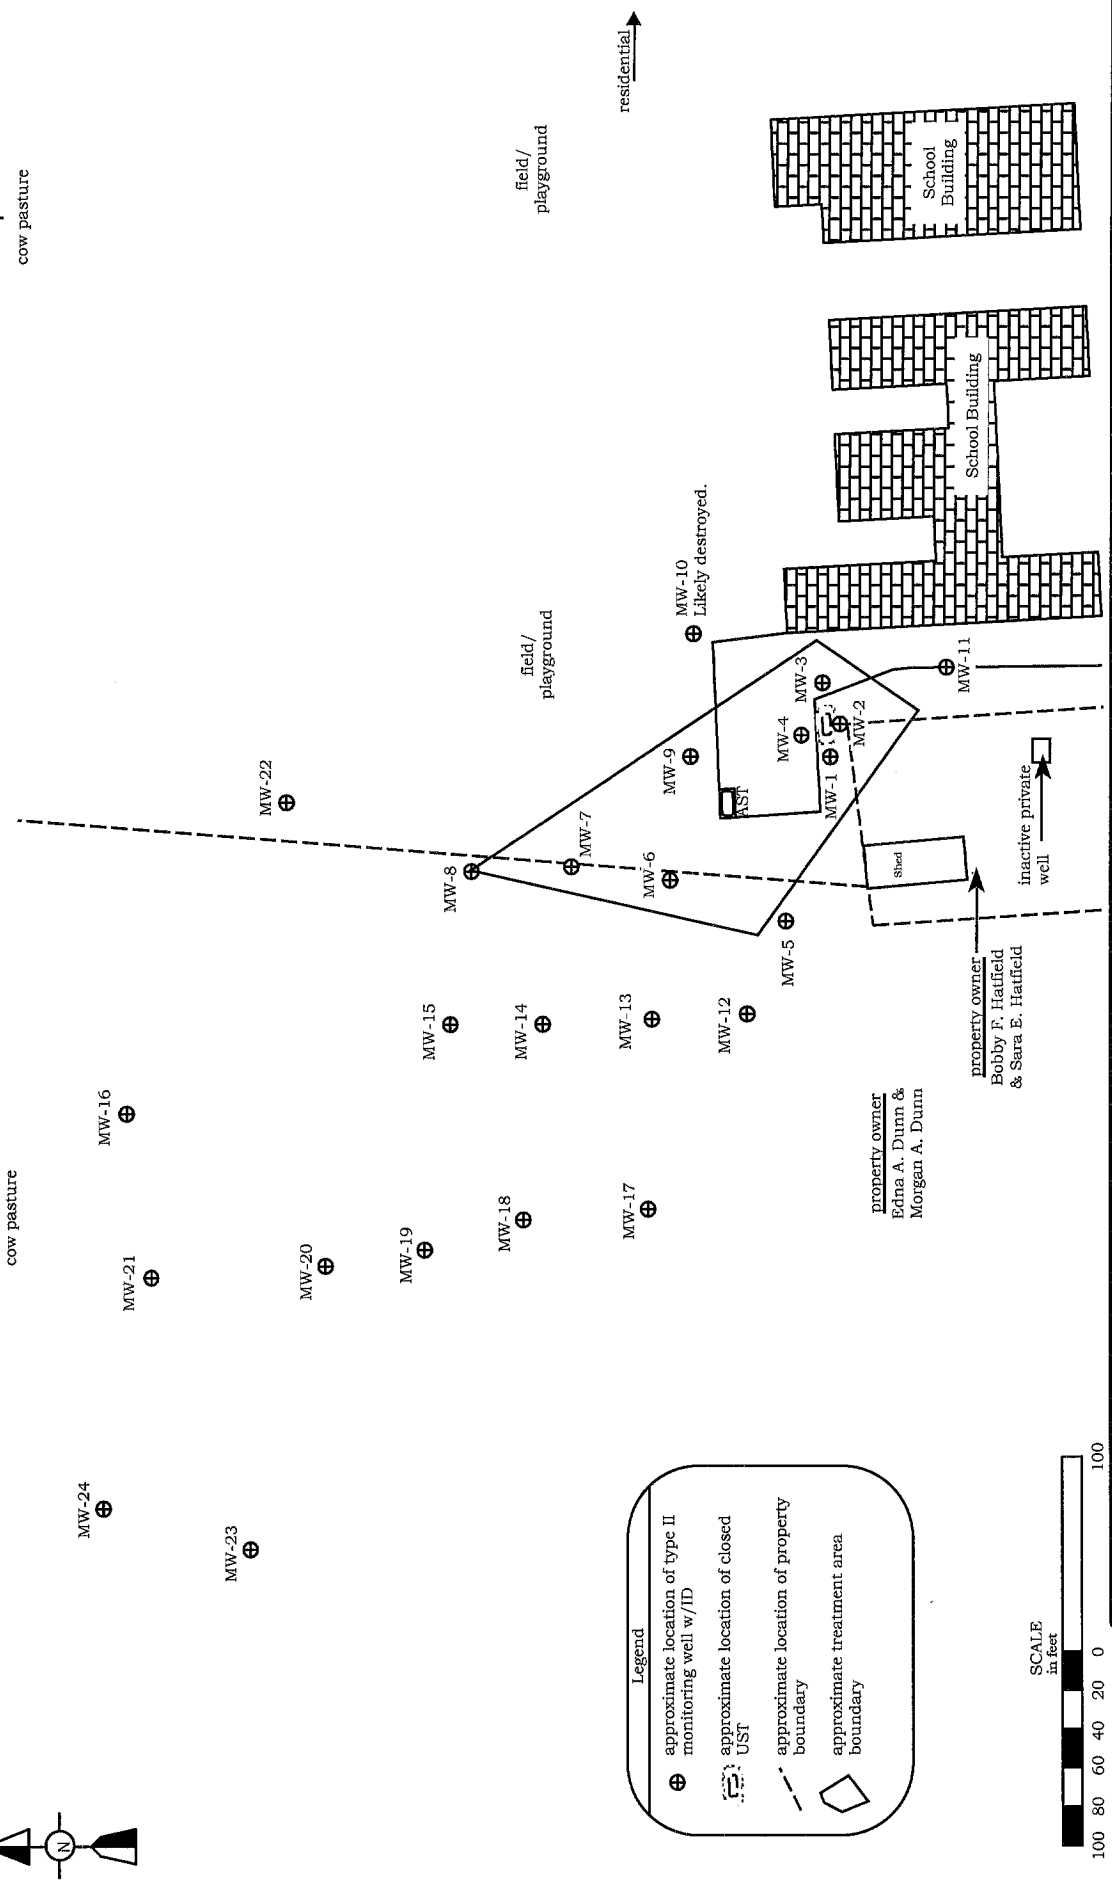 cow pasture
cow pasture
residential
field/
playground
field/
playground
School
Building
School Building
MW-24
MW-23
MW-21
MW-16
MW-20
MW-19
MW-18
MW-17
MW-15
MW-14
MW-13
MW-12
MW-22
MW-8
MW-7
MW-6
MW-5
MW-9
MW-10
Likely destroyed.
AST
MW-4
MW-3
MW-1
MW-2
MW-11
Shed
inactive private
well
property owner
Bobby F. Hatfield
& Sara E. Hatfield
property owner
Edna A. Dunn &
Morgan A. Dunn
N
Legend
approximate location of type II
monitoring well w/ID
approximate location of closed
UST
approximate location of property
boundary
approximate treatment area
boundary
SCALE
in feet
100 80 60 40 20 0 100